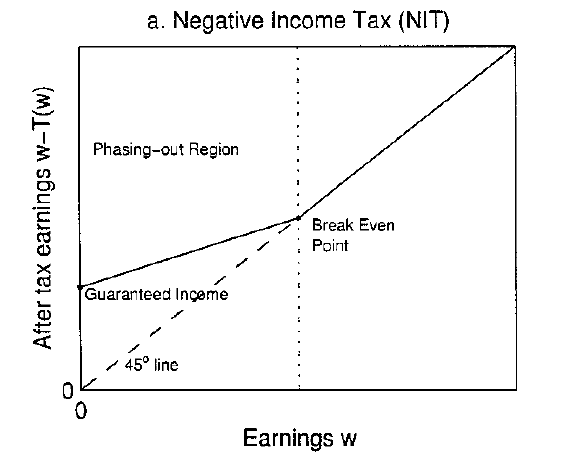 a. Negative Income Tax (NIT)
After tax earnings w−T(w)
Phasing−out Region
Break Even
Point
Guaranteed Income
45° line
0
0
Earnings w